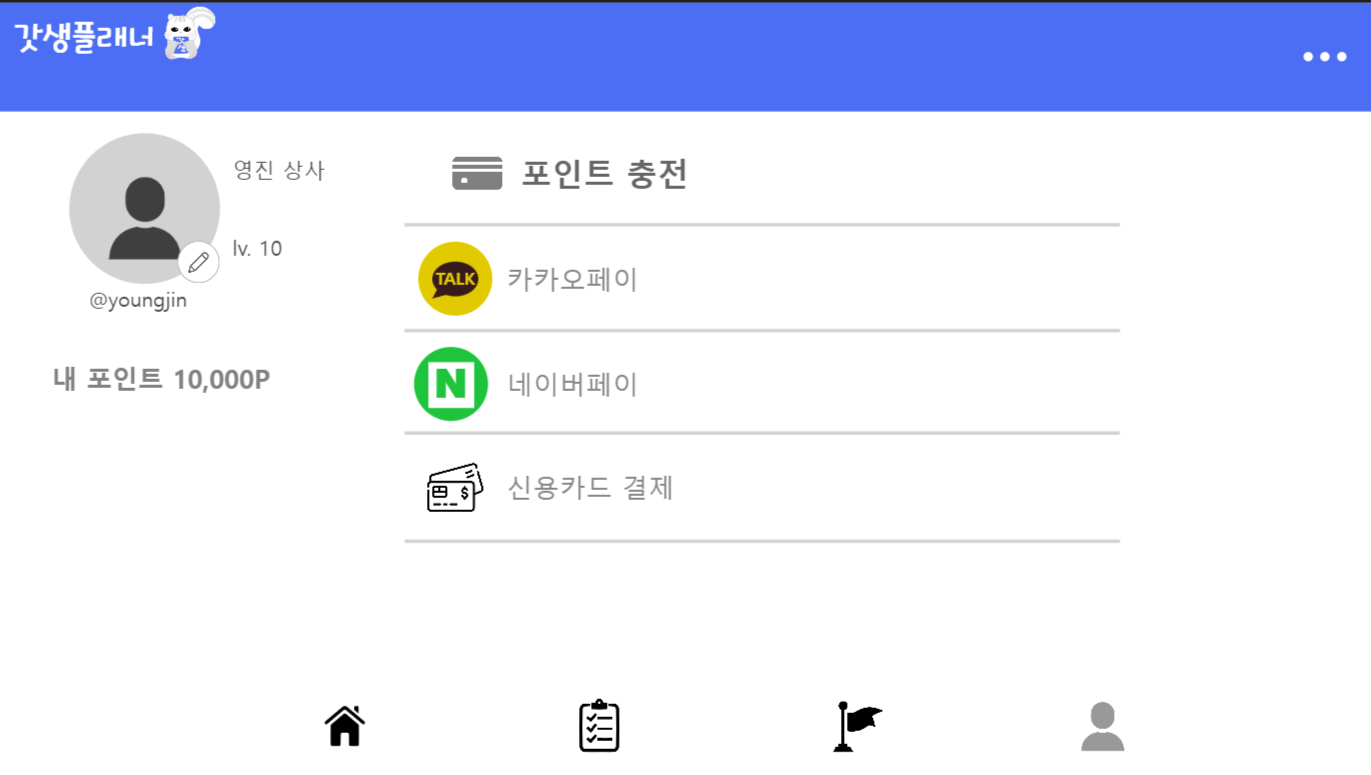 갓생플래너
영진 상사
lv. 10
@youngjin
내 포인트 10,000P
포인트 충전
TALK 카카오페이
N 네이버페이
$ 신용카드 결제